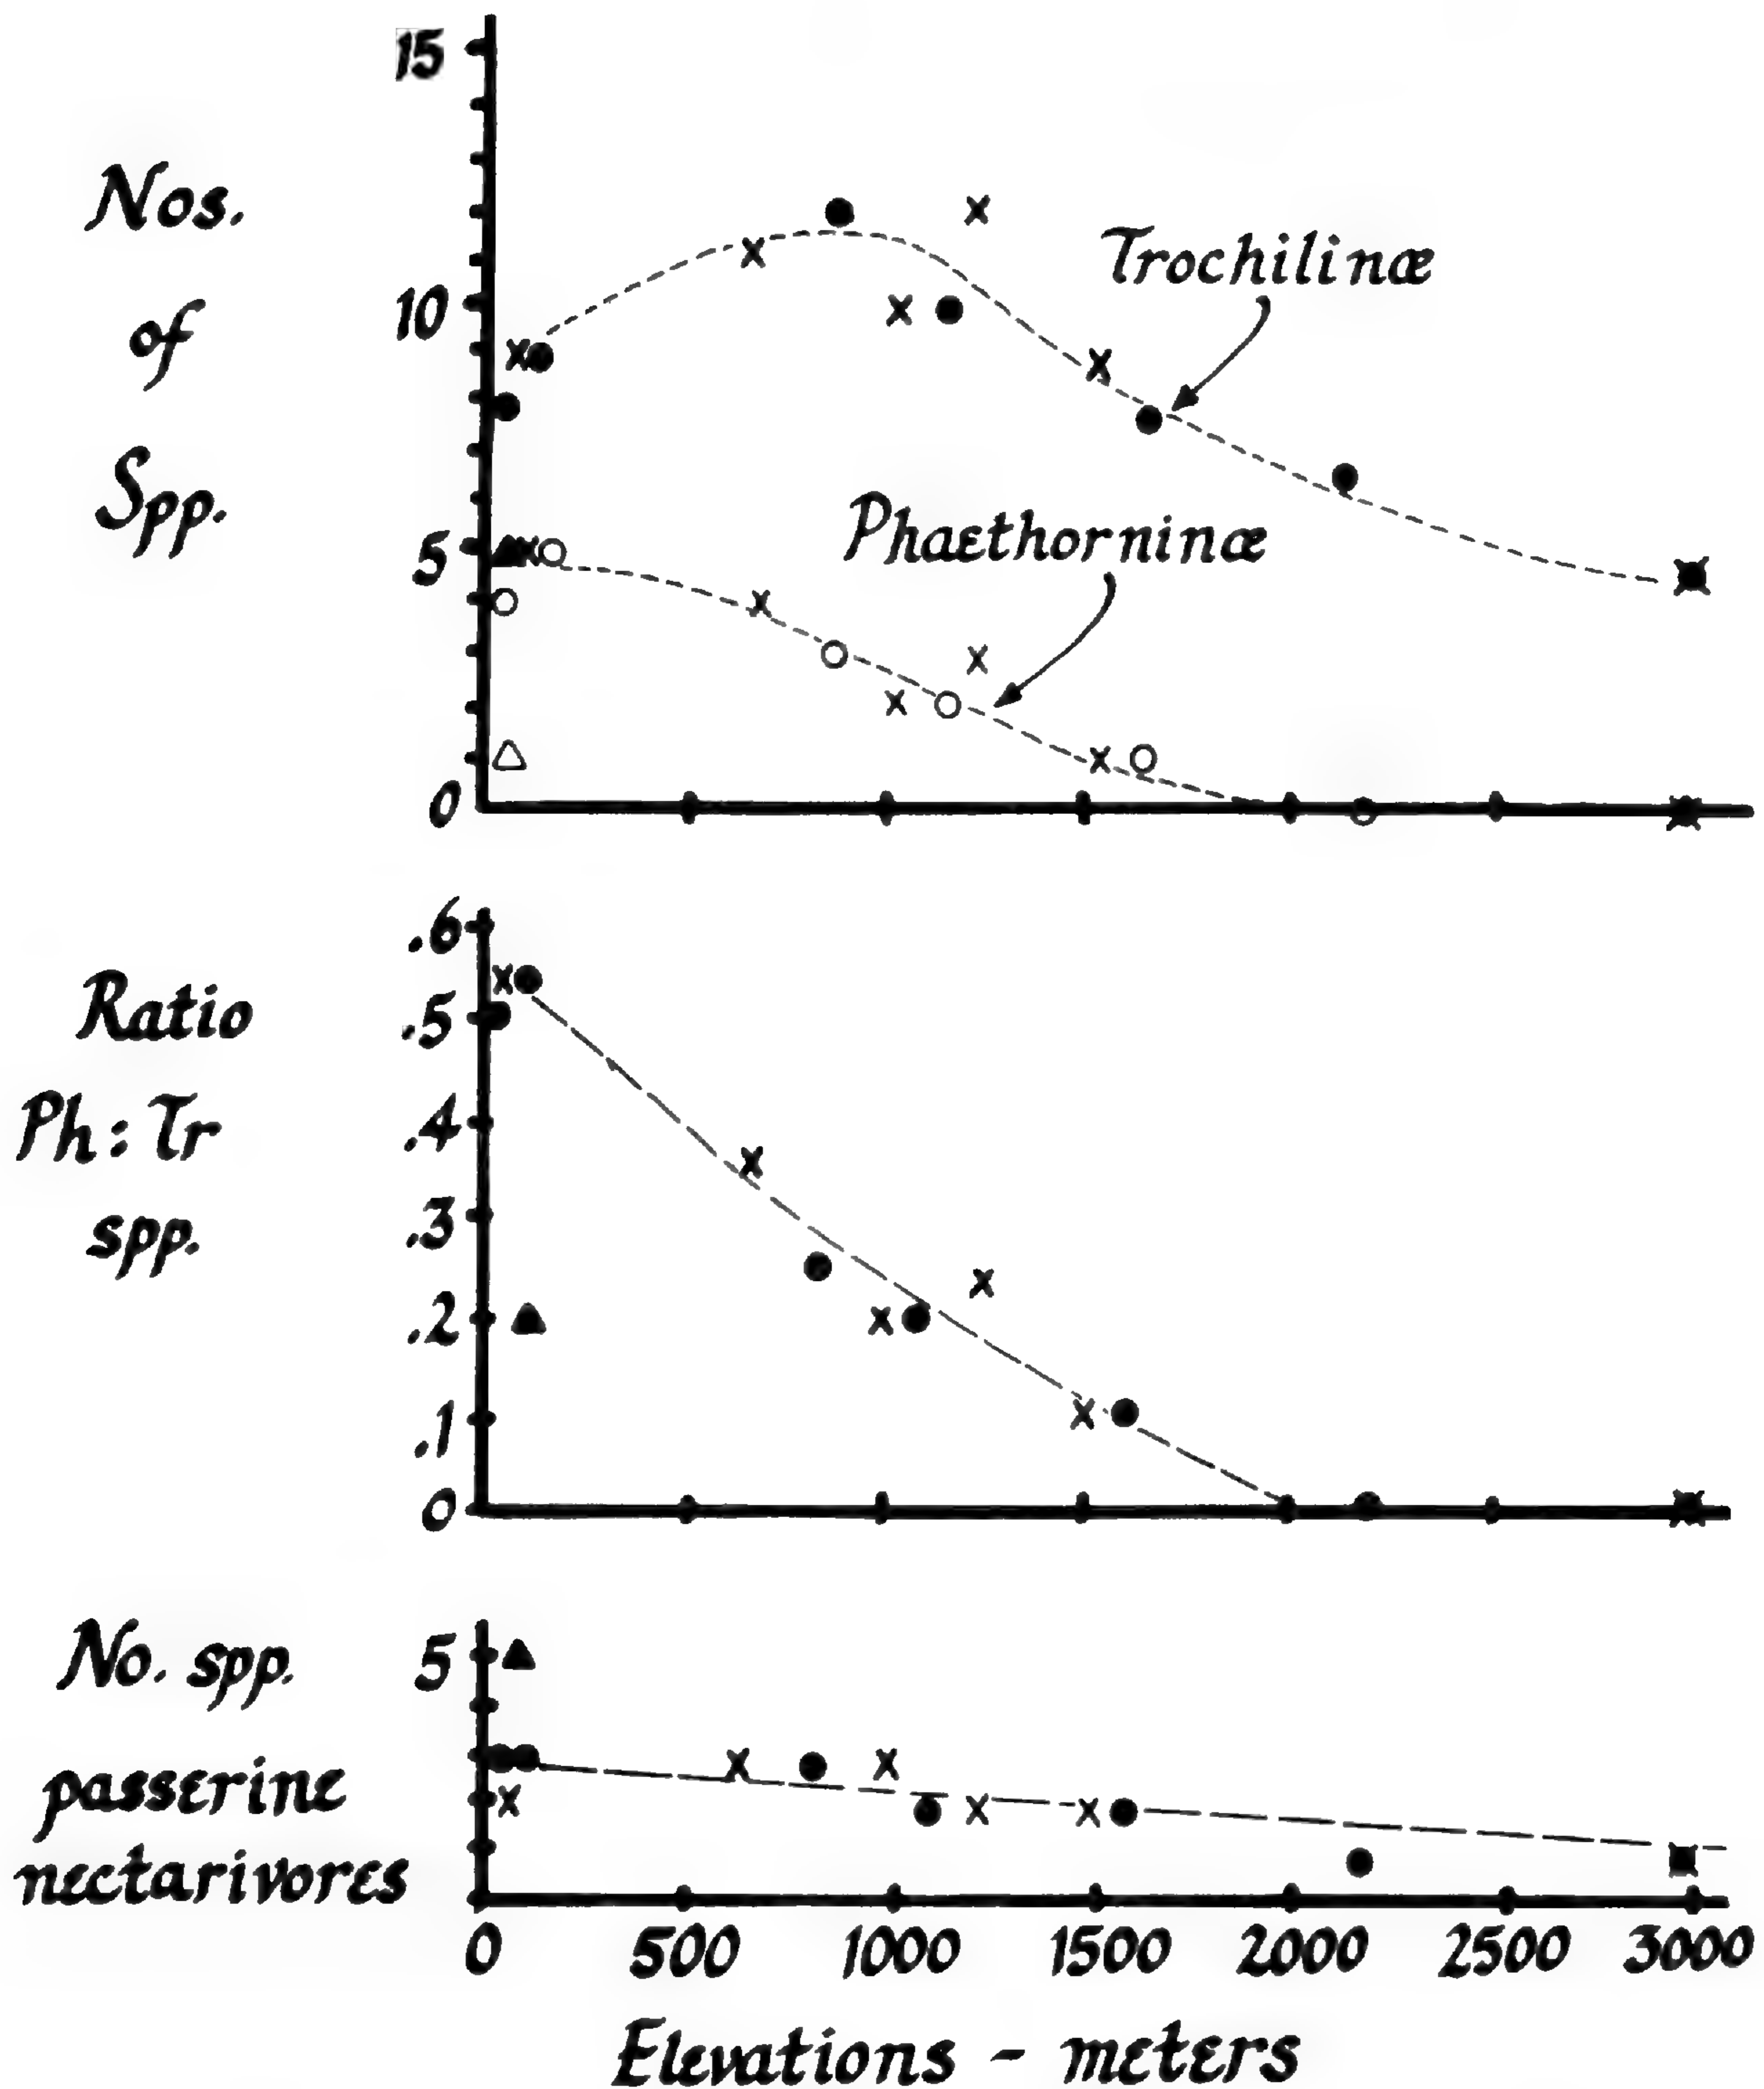 15
Nos.
of
Spp.
10
5
0
Trochilinæ
Phaethorninæ
.6
.5
.4
.3
.2
.1
0
Ratio
Ph: Tr
spp.
No. spp.
passerine
nectarivores
5
0 500 1000 1500 2000 2500 3000
Elevations - meters